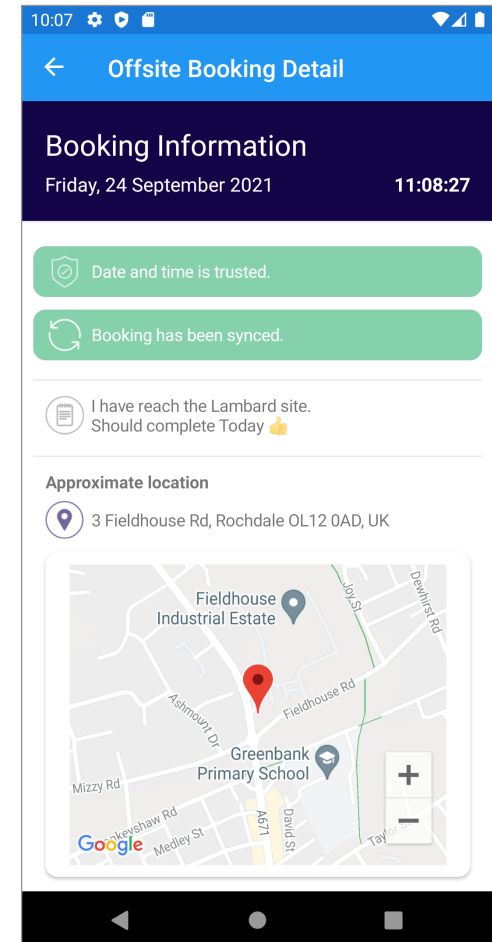 10:07
Offsite Booking Detail
Booking Information
Friday, 24 September 2021
11:08:27
Date and time is trusted.
Booking has been synced.
I have reach the Lambard site.
Should complete Today 👍
Approximate location
3 Fieldhouse Rd, Rochdale OL12 0AD, UK
Fieldhouse
Industrial Estate
Joy St
Dewhirst Rd
Ashmount Dr
Fieldhouse Rd
Greenbank
Primary School
Mizzy Rd
Medley St
A671
David St
+
−
Google